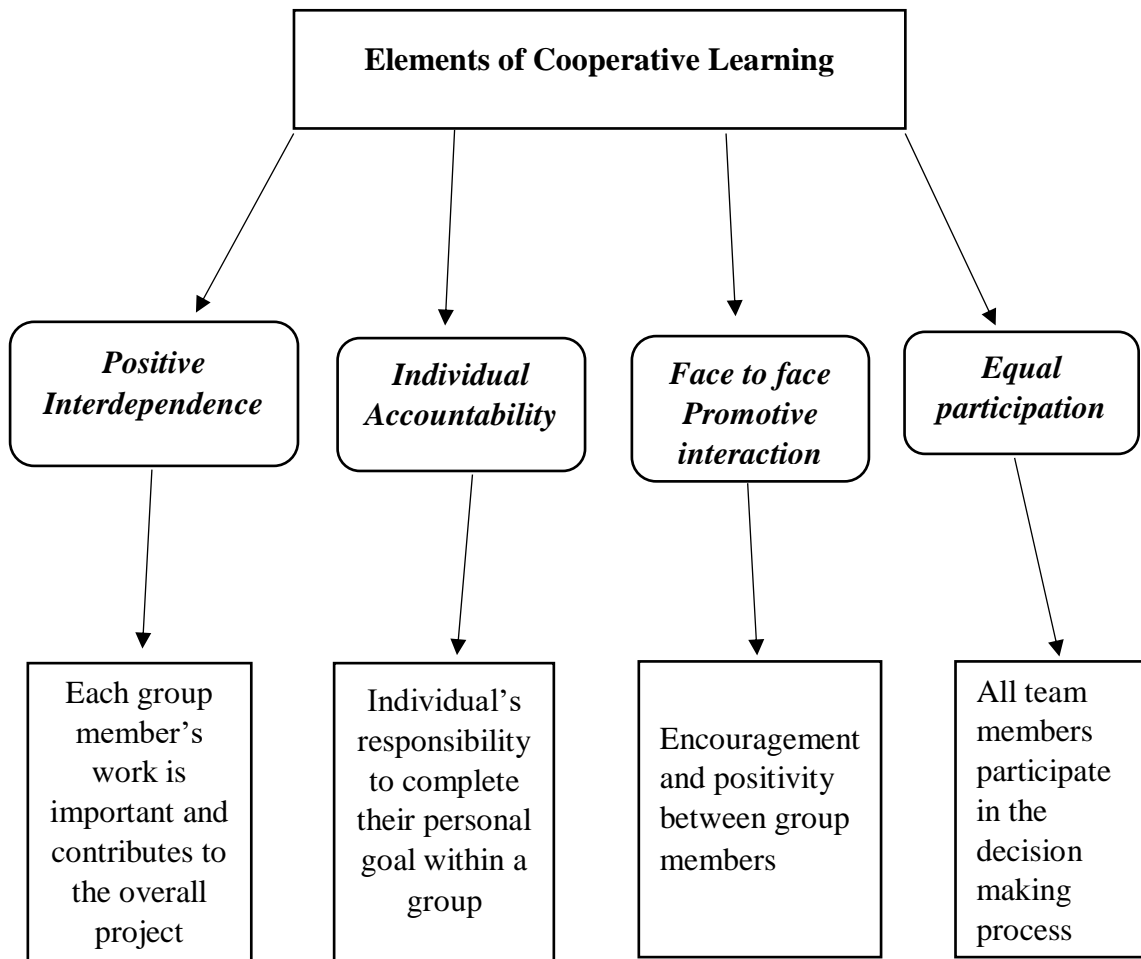 Elements of Cooperative Learning
Positive
Interdependence
Individual
Accountability
Face to face
Promotive
interaction
Equal
participation
Each group
member’s
work is
important and
contributes to
the overall
project
Individual’s
responsibility
to complete
their personal
goal within a
group
Encouragement
and positivity
between group
members
All team
members
participate
in the
decision
making
process